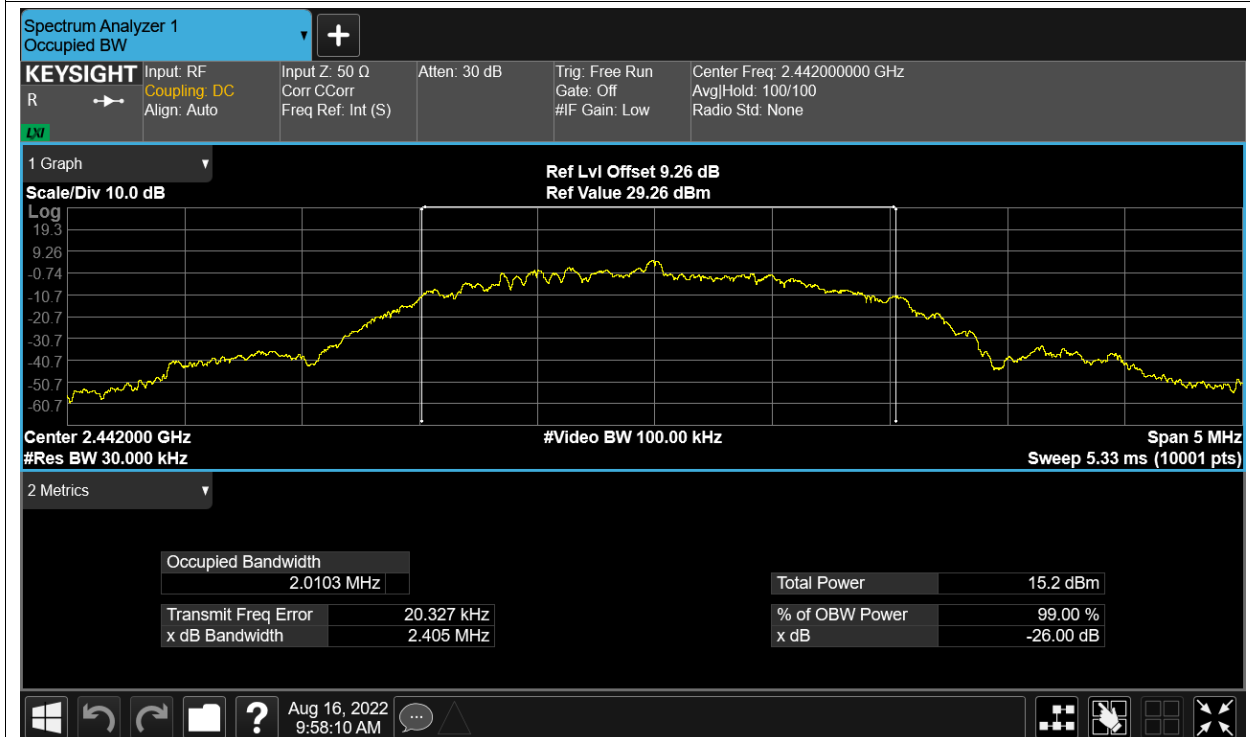 Spectrum Analyzer 1
Occupied BW
+
KEYSIGHT
R
LXI
Input: RF
Coupling: DC
Align: Auto
Input Z: 50 Ω
Corr CCorr
Freq Ref: Int (S)
Atten: 30 dB
Trig: Free Run
Gate: Off
#IF Gain: Low
Center Freq: 2.442000000 GHz
Avg|Hold: 100/100
Radio Std: None
1 Graph
Scale/Div 10.0 dB
Ref Lvl Offset 9.26 dB
Ref Value 29.26 dBm
Log
19.3
9.26
-0.74
-10.7
-20.7
-30.7
-40.7
-50.7
-60.7
Center 2.442000 GHz
#Res BW 30.000 kHz
#Video BW 100.00 kHz
Span 5 MHz
Sweep 5.33 ms (10001 pts)
2 Metrics
Occupied Bandwidth
2.0103 MHz
Transmit Freq Error 20.327 kHz
x dB Bandwidth 2.405 MHz
Total Power 15.2 dBm
% of OBW Power 99.00 %
x dB -26.00 dB
?
Aug 16, 2022
9:58:10 AM